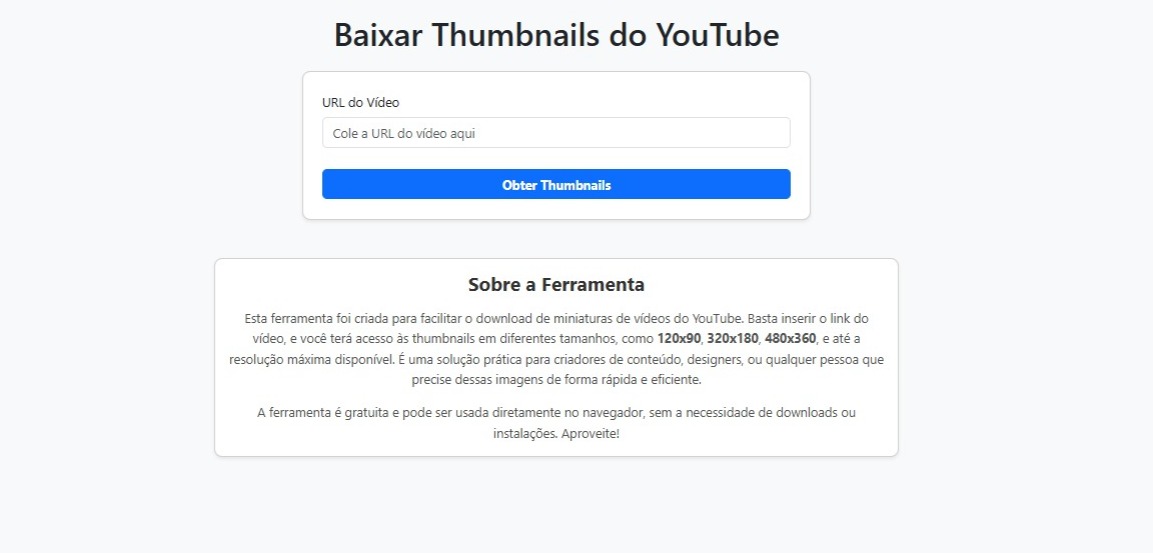 Baixar Thumbnails do YouTube
URL do Vídeo
Cole a URL do vídeo aqui
Obter Thumbnails
Sobre a Ferramenta
Esta ferramenta foi criada para facilitar o download de miniaturas de vídeos do YouTube. Basta inserir o link do
vídeo, e você terá acesso às thumbnails em diferentes tamanhos, como 120x90, 320x180, 480x360, e até a
resolução máxima disponível. É uma solução prática para criadores de conteúdo, designers, ou qualquer pessoa que
precise dessas imagens de forma rápida e eficiente.
A ferramenta é gratuita e pode ser usada diretamente no navegador, sem a necessidade de downloads ou
instalações. Aproveite!